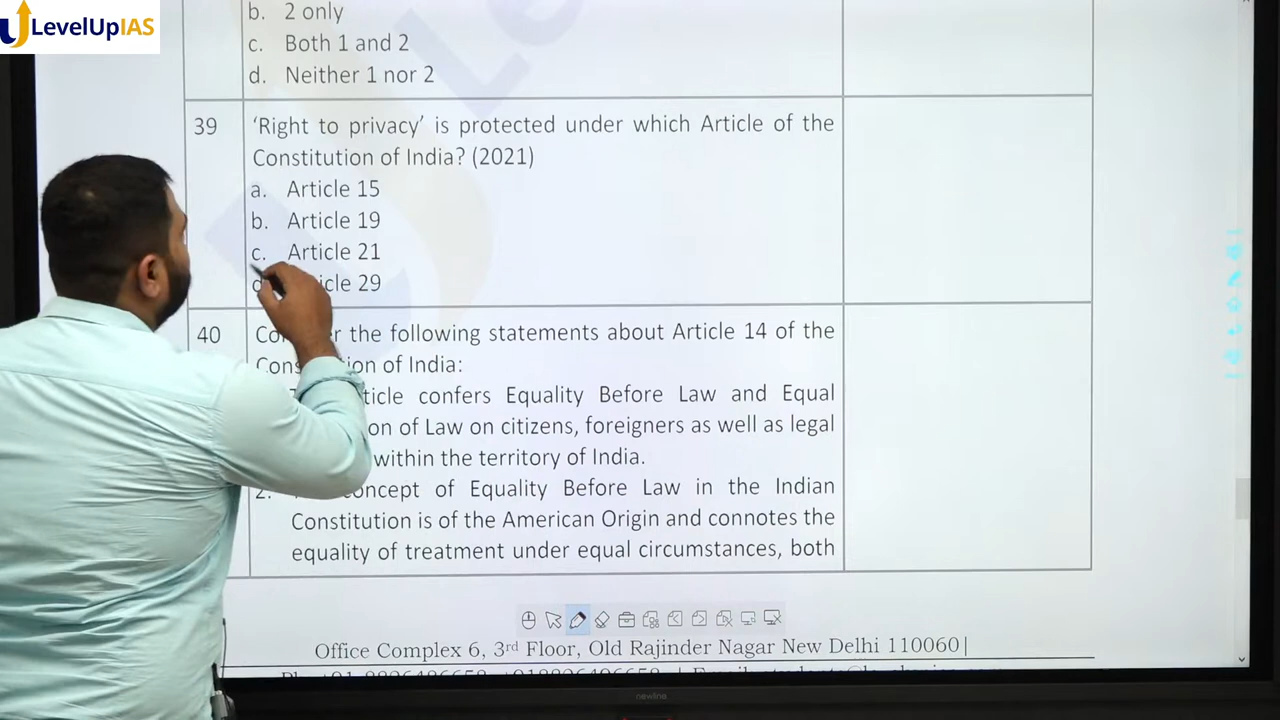 LevelUpIAS
b. 2 only
c. Both 1 and 2
d. Neither 1 nor 2
39 'Right to privacy' is protected under which Article of the
Constitution of India? (2021)
a. Article 15
b. Article 19
c. Article 21
29
40 the following statements about Article 14 of the
of India:
confers Equality Before Law and Equal
of Law on citizens, foreigners as well as legal
within the territory of India.
2. of Equality Before Law in the Indian
Constitution is of the American Origin and connotes the
equality of treatment under equal circumstances, both
Office Complex 6, 3rd Floor, Old Rajinder Nagar New Delhi 110060|
newline